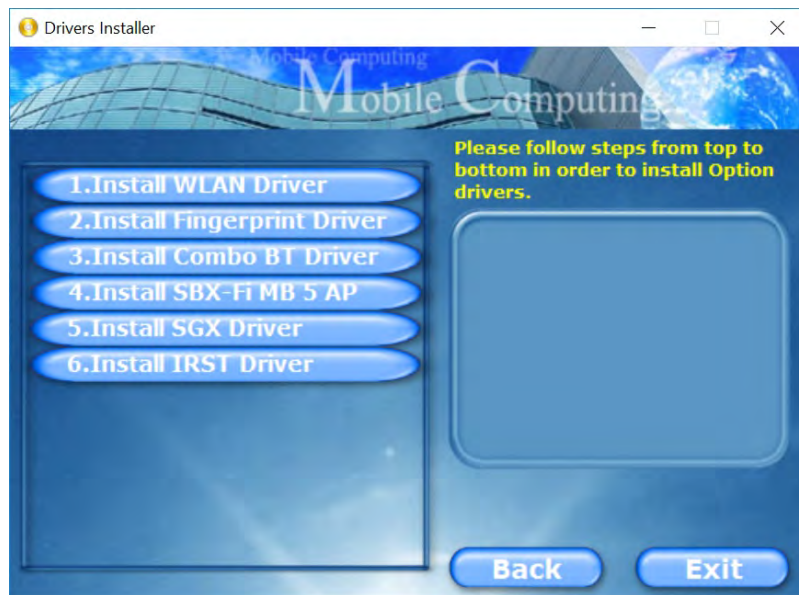 Drivers Installer
Mobile Computing
Mobile Computing
Please follow steps from top to
bottom in order to install Option
drivers.
1.Install WLAN Driver
2.Install Fingerprint Driver
3.Install Combo BT Driver
4.Install SBX-Fi MB 5 AP
5.Install SGX Driver
6.Install IRST Driver
Back
Exit